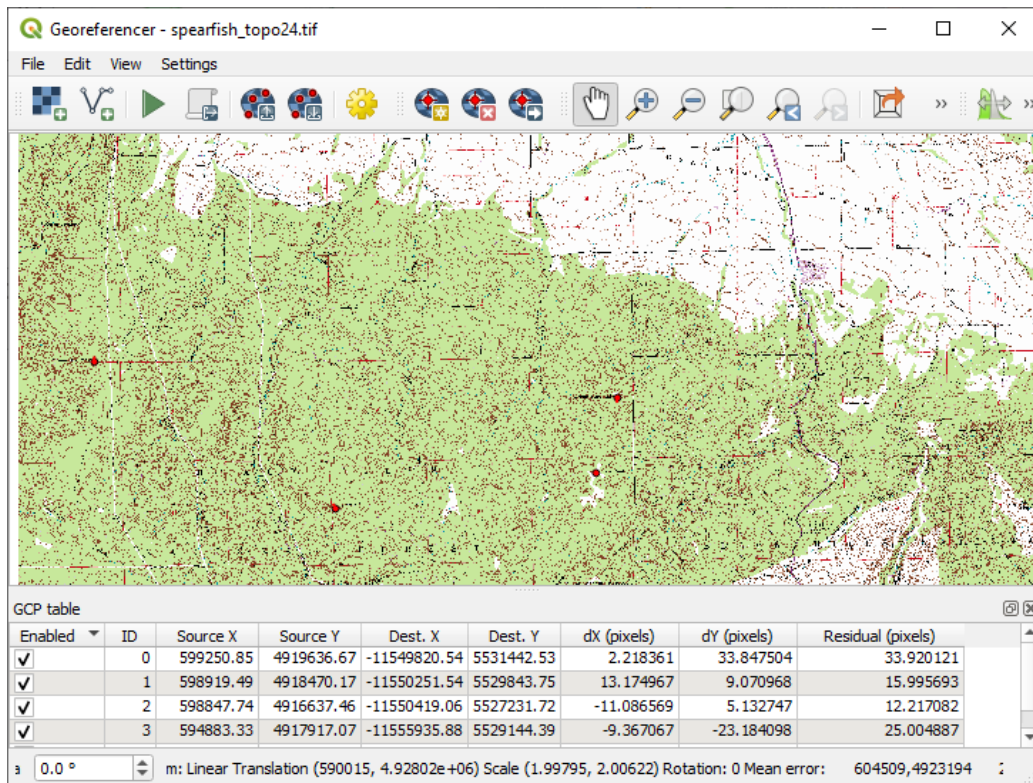 Georeferencer - spearfish_topo24.tif
File Edit View Settings
» »
GCP table
Enabled ID Source X Source Y Dest. X Dest. Y dX (pixels) dY (pixels) Residual (pixels)
0 599250.85 4919636.67 -11549820.54 5531442.53 2.218361 33.847504 33.920121
1 598919.49 4918470.17 -11550251.54 5529843.75 13.174967 9.070968 15.995693
2 598847.74 4916637.46 -11550419.06 5527231.72 -11.086569 5.132747 12.217082
3 594883.33 4917917.07 -11555935.88 5529144.39 -9.367067 -23.184098 25.004887
0.0 ° m: Linear Translation (590015, 4.92802e+06) Scale (1.99795, 2.00622) Rotation: 0 Mean error: 604509,4923194